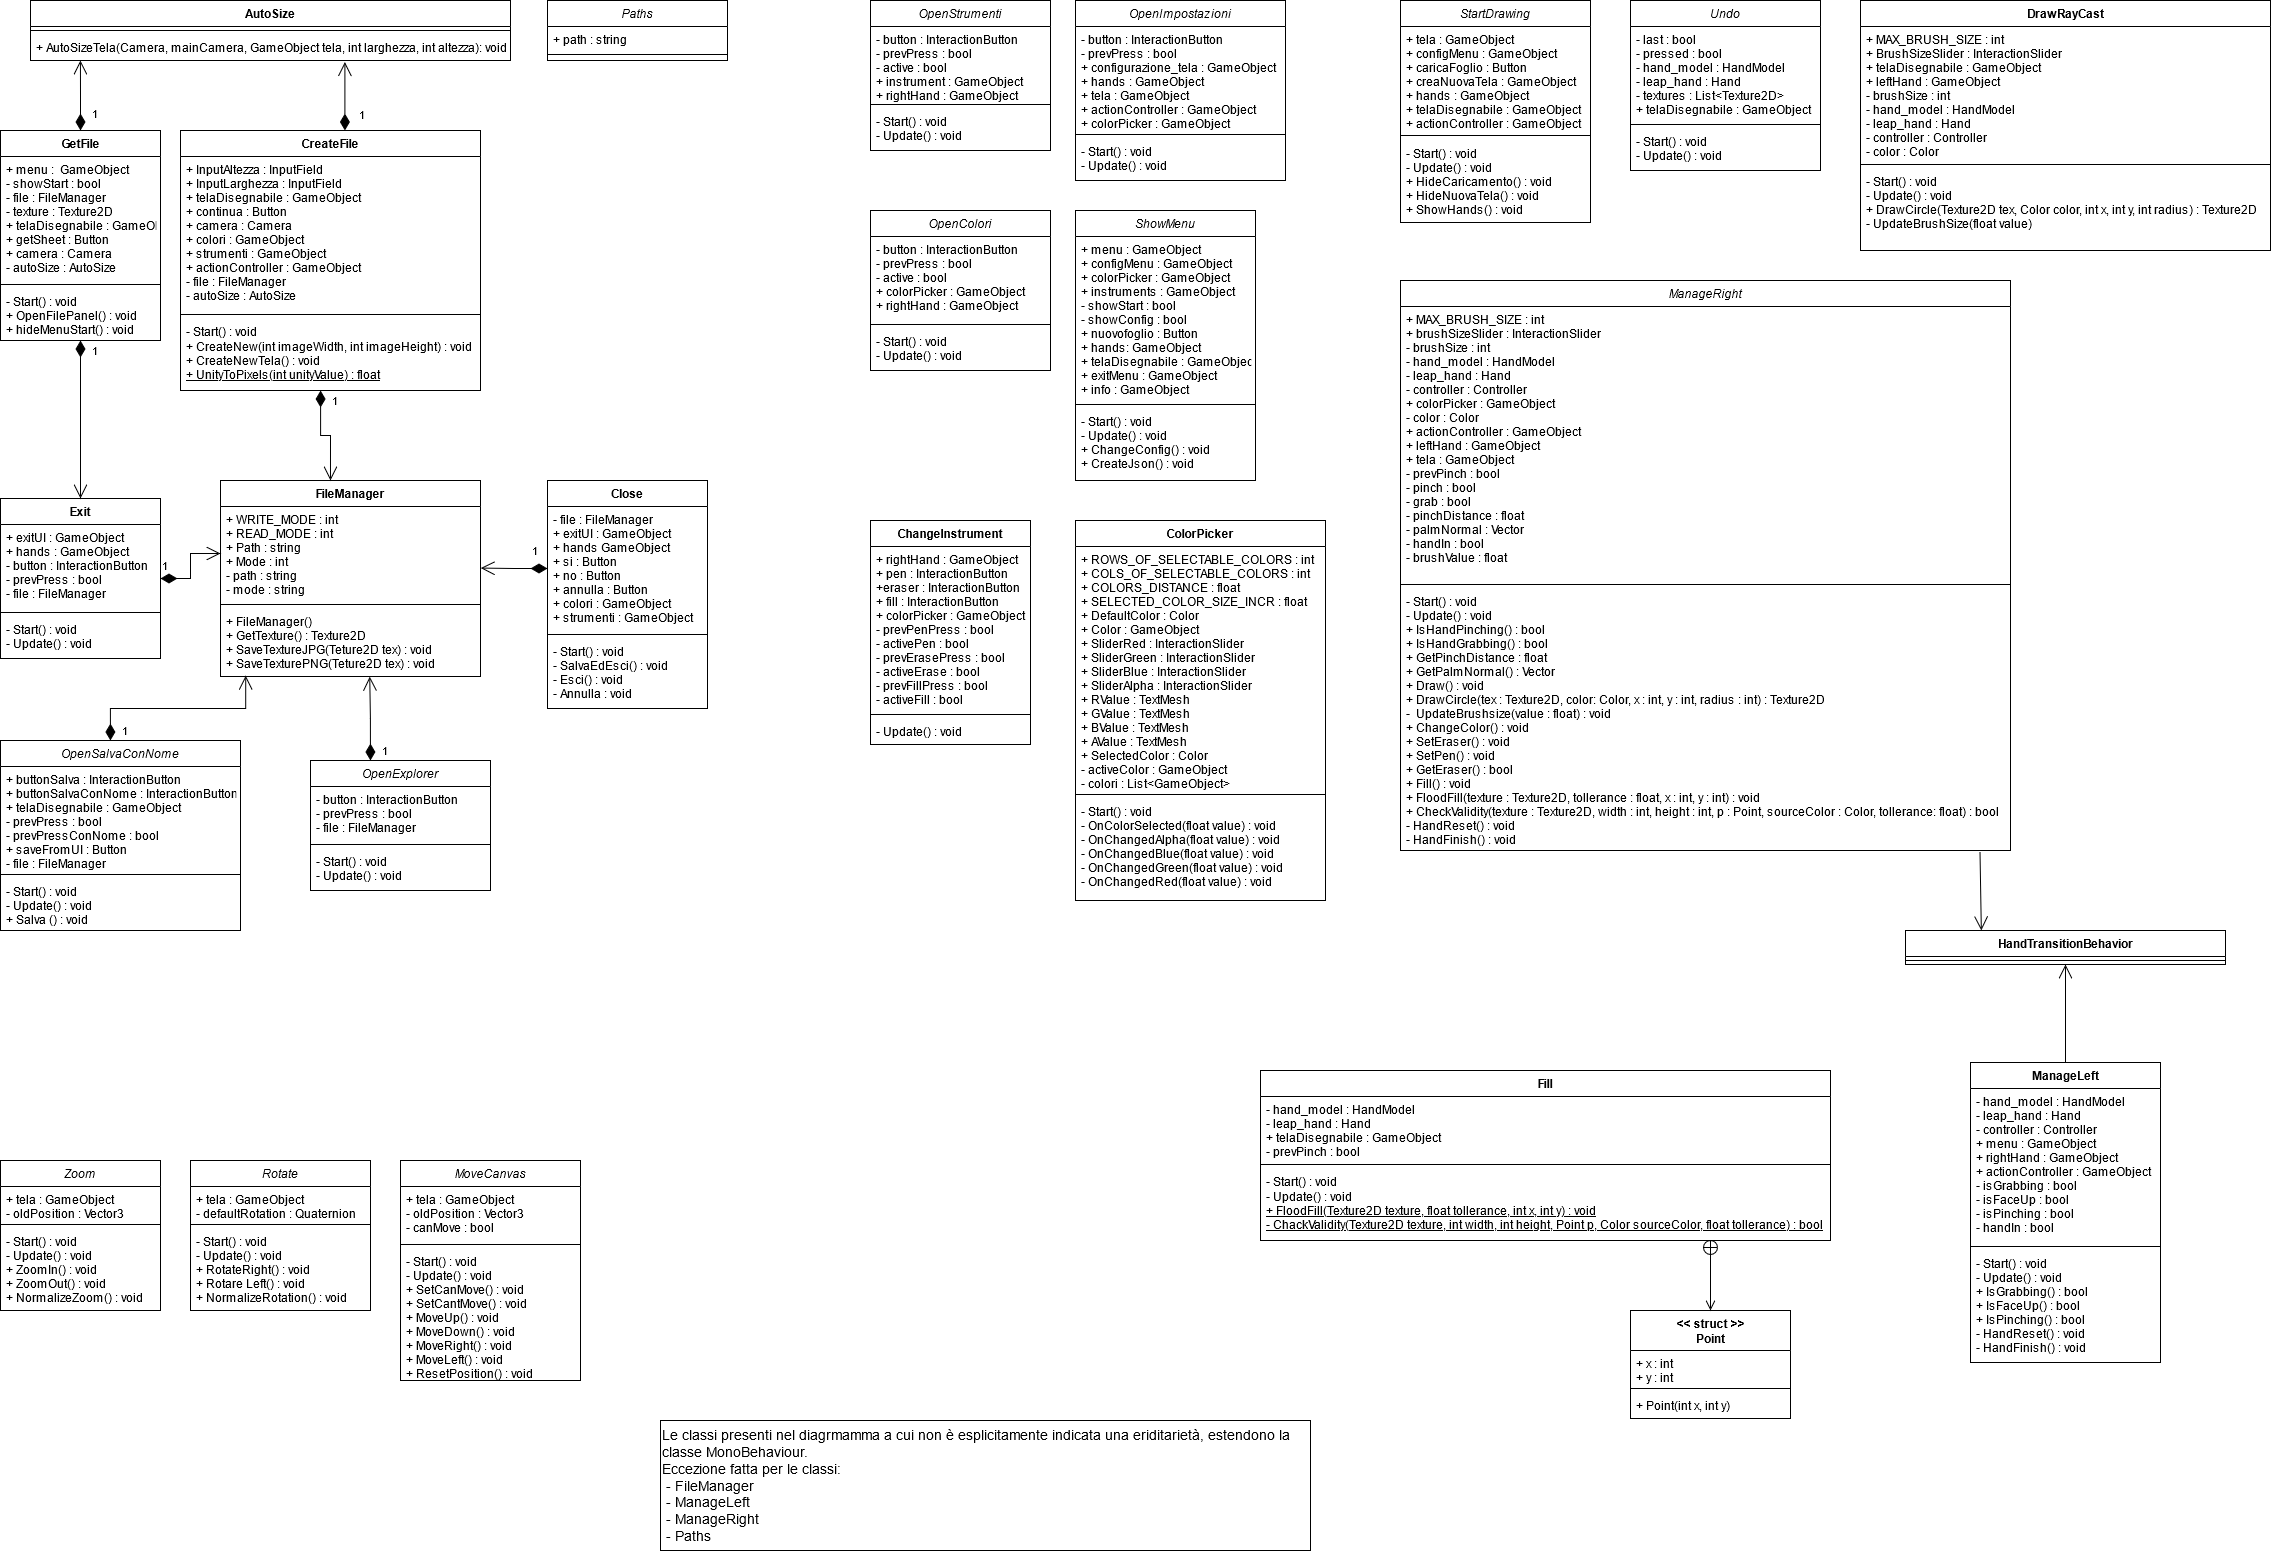 AutoSize
+ AutoSizeTela(Camera, mainCamera, GameObject tela, int larghezza, int altezza): void
Paths
+ path : string
OpenStrumenti
- button : InteractionButton
- prevPress : bool
- active : bool
+ instrument : GameObject
+ rightHand : GameObject
- Start() : void
- Update() : void
OpenImpostazioni
- button : InteractionButton
- prevPress : bool
+ configurazione_tela : GameObject
+ hands : GameObject
+ tela : GameObject
+ actionController : GameObject
+ colorPicker : GameObject
- Start() : void
- Update() : void
StartDrawing
+ tela : GameObject
+ configMenu : GameObject
+ caricaFoglio : Button
+ creaNuovaTela : GameObject
+ hands : GameObject
+ telaDisegnabile : GameObject
+ actionController : GameObject
- Start() : void
- Update() : void
+ HideCaricamento() : void
+ HideNuovaTela() : void
+ ShowHands() : void
Undo
- last : bool
- pressed : bool
- hand_model : HandModel
- leap_hand : Hand
- textures : List<Texture2D>
+ telaDisegnabile : GameObject
- Start() : void
- Update() : void
DrawRayCast
+ MAX_BRUSH_SIZE : int
+ BrushSizeSlider : InteractionSlider
+ telaDisegnabile : GameObject
+ leftHand : GameObject
- brushSize : int
- hand_model : HandModel
- leap_hand : Hand
- controller : Controller
- color : Color
- Start() : void
- Update() : void
+ DrawCircle(Texture2D tex, Color color, int x, int y, int radius) : Texture2D
- UpdateBrushSize(float value)
1
1
GetFile
+ menu :  GameObject
- showStart : bool
- file : FileManager
- texture : Texture2D
+ telaDisegnabile : GameOl
+ getSheet : Button
+ camera : Camera
- autoSize : AutoSize
- Start() : void
+ OpenFilePanel() : void
+ hideMenuStart() : void
1
CreateFile
+ InputAltezza : InputField
+ InputLarghezza : InputField
+ telaDisegnabile : GameObject
+ continua : Button
+ camera : Camera
+ colori : GameObject
+ strumenti : GameObject
+ actionController : GameObject
- file : FileManager
- autoSize : AutoSize
- Start() : void
+ CreateNew(int imageWidth, int imageHeight) : void
+ CreateNewTela() : void
+ UnityToPixels(int unityValue) : float
1
OpenColori
- button : InteractionButton
- prevPress : bool
- active : bool
+ colorPicker : GameObject
+ rightHand : GameObject
- Start() : void
- Update() : void
ShowMenu
+ menu : GameObject
+ configMenu : GameObject
+ colorPicker : GameObject
+ instruments : GameObject
- showStart : bool
- showConfig : bool
+ nuovofoglio : Button
+ hands: GameObject
+ telaDisegnabile : GameObjec
+ exitMenu : GameObject
+ info : GameObject
- Start() : void
- Update() : void
+ ChangeConfig() : void
+ CreateJson() : void
ManageRight
+ MAX_BRUSH_SIZE : int
+ brushSizeSlider : InteractionSlider
- brushSize : int
- hand_model : HandModel
- leap_hand : Hand
- controller : Controller
+ colorPicker : GameObject
- color : Color
+ actionController : GameObject
+ leftHand : GameObject
+ tela : GameObject
- prevPinch : bool
- pinch : bool
- grab : bool
- pinchDistance : float
- palmNormal : Vector
- handIn : bool
- brushValue : float
- Start() : void
- Update() : void
+ IsHandPinching() : bool
+ IsHandGrabbing() : bool
+ GetPinchDistance : float
+ GetPalmNormal() : Vector
+ Draw() : void
+ DrawCircle(tex : Texture2D, color: Color, x : int, y : int, radius : int) : Texture2D
-  UpdateBrushsize(value : float) : void
+ ChangeColor() : void
+ SetEraser() : void
+ SetPen() : void
+ GetEraser() : bool
+ Fill() : void
+ FloodFill(texture : Texture2D, tollerance : float, x : int, y : int) : void
+ CheckValidity(texture : Texture2D, width : int, height : int, p : Point, sourceColor : Color, tollerance: float) : bool
- HandReset() : void
- HandFinish() : void
Exit
+ exitUI : GameObject
+ hands : GameObject
- button : InteractionButton
- prevPress : bool
- file : FileManager
- Start() : void
- Update() : void
1
FileManager
+ WRITE_MODE : int
+ READ_MODE : int
+ Path : string
+ Mode : int
- path : string
- mode : string
+ FileManager()
+ GetTexture() : Texture2D
+ SaveTextureJPG(Teture2D tex) : void
+ SaveTexturePNG(Teture2D tex) : void
1
Close
- file : FileManager
+ exitUI : GameObject
+ hands GameObject
+ si : Button
+ no : Button
+ annulla : Button
+ colori : GameObject
+ strumenti : GameObject
- Start() : void
- SalvaEdEsci() : void
- Esci() : void
- Annulla : void
ChangeInstrument
+ rightHand : GameObject
+ pen : InteractionButton
+eraser : InteractionButton
+ fill : InteractionButton
+ colorPicker : GameObject
- prevPenPress : bool
- activePen : bool
- prevErasePress : bool
- activeErase : bool
- prevFillPress : bool
- activeFill : bool
- Update() : void
ColorPicker
+ ROWS_OF_SELECTABLE_COLORS : int
+ COLS_OF_SELECTABLE_COLORS : int
+ COLORS_DISTANCE : float
+ SELECTED_COLOR_SIZE_INCR : float
+ DefaultColor : Color
+ Color : GameObject
+ SliderRed : InteractionSlider
+ SliderGreen : InteractionSlider
+ SliderBlue : InteractionSlider
+ SliderAlpha : InteractionSlider
+ RValue : TextMesh
+ GValue : TextMesh
+ BValue : TextMesh
+ AValue : TextMesh
+ SelectedColor : Color
- activeColor : GameObject
- colori : List<GameObject>
- Start() : void
- OnColorSelected(float value) : void
- OnChangedAlpha(float value) : void
- OnChangedBlue(float value) : void
- OnChangedGreen(float value) : void
- OnChangedRed(float value) : void
1
OpenSalvaConNome
+ buttonSalva : InteractionButton
+ buttonSalvaConNome : InteractionButton
+ telaDisegnabile : GameObject
- prevPress : bool
- prevPressConNome : bool
+ saveFromUI : Button
- file : FileManager
- Start() : void
- Update() : void
+ Salva () : void
1
OpenExplorer
- button : InteractionButton
- prevPress : bool
- file : FileManager
- Start() : void
- Update() : void
HandTransitionBehavior
Fill
- hand_model : HandModel
- leap_hand : Hand
+ telaDisegnabile : GameObject
- prevPinch : bool
- Start() : void
- Update() : void
+ FloodFill(Texture2D texture, float tollerance, int x, int y) : void
- ChackValidity(Texture2D texture, int width, int height, Point p, Color sourceColor, float tollerance) : bool
ManageLeft
- hand_model : HandModel
- leap_hand : Hand
- controller : Controller
+ menu : GameObject
+ rightHand : GameObject
+ actionController : GameObject
- isGrabbing : bool
- isFaceUp : bool
- isPinching : bool
- handIn : bool
- Start() : void
- Update() : void
+ IsGrabbing() : bool
+ IsFaceUp() : bool
+ IsPinching() : bool
- HandReset() : void
- HandFinish() : void
Zoom
+ tela : GameObject
- oldPosition : Vector3
- Start() : void
- Update() : void
+ ZoomIn() : void
+ ZoomOut() : void
+ NormalizeZoom() : void
Rotate
+ tela : GameObject
- defaultRotation : Quaternion
- Start() : void
- Update() : void
+ RotateRight() : void
+ Rotare Left() : void
+ NormalizeRotation() : void
MoveCanvas
+ tela : GameObject
- oldPosition : Vector3
- canMove : bool
- Start() : void
- Update() : void
+ SetCanMove() : void
+ SetCantMove() : void
+ MoveUp() : void
+ MoveDown() : void
+ MoveRight() : void
+ MoveLeft() : void
+ ResetPosition() : void
<< struct >>
Point
+ x : int
+ y : int
+ Point(int x, int y)
Le classi presenti nel diagrmamma a cui non è esplicitamente indicata una eriditarietà, estendono la
classe MonoBehaviour.
Eccezione fatta per le classi:
- FileManager
- ManageLeft
- ManageRight
- Paths